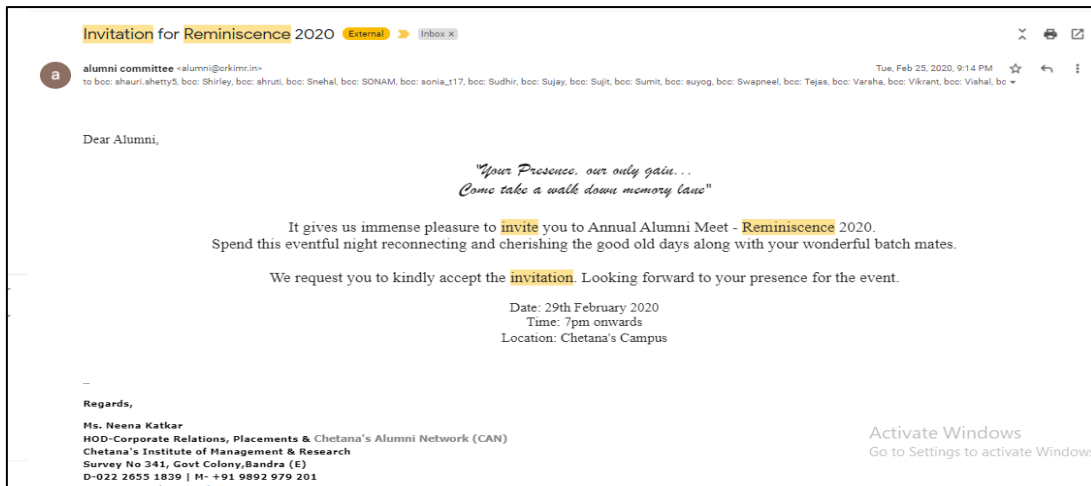 Invitation for Reminiscence 2020 External Inbox x
a
alumni committee <alumni@crkimr.in> Tue, Feb 25, 2020, 9:14 PM
to bcc: shauri.shetty5, bcc: Shirley, bcc: shruti, bcc: Snehal, bcc: SONAM, bcc: sonia_t17, bcc: Sudhir, bcc: Sujay, bcc: Sujit, bcc: Sumit, bcc: suyog, bcc: Swapneel, bcc: Tejas, bcc: Varsha, bcc: Vikrant, bcc: Vishal, bc
Dear Alumni,
"Your Presence, our only gain...
Come take a walk down memory lane"
It gives us immense pleasure to invite you to Annual Alumni Meet - Reminiscence 2020.
Spend this eventful night reconnecting and cherishing the good old days along with your wonderful batch mates.
We request you to kindly accept the invitation. Looking forward to your presence for the event.
Date: 29th February 2020
Time: 7pm onwards
Location: Chetana's Campus
--
Regards,
Ms. Neena Katkar
HOD-Corporate Relations, Placements & Chetana's Alumni Network (CAN)
Chetana's Institute of Management & Research
Survey No 341, Govt Colony,Bandra (E)
D-022 2655 1839 | M- +91 9892 979 201
Activate Windows
Go to Settings to activate Windows